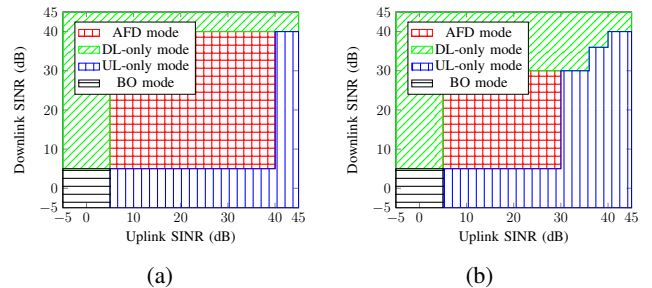 45
40
30
20
10
0
−5
Downlink SINR (dB)
AFD mode
DL-only mode
UL-only mode
BO mode
−5 0 10 20 30 40 45
Uplink SINR (dB)
(a)
45
40
30
20
10
0
−5
Downlink SINR (dB)
AFD mode
DL-only mode
UL-only mode
BO mode
−5 0 10 20 30 40 45
Uplink SINR (dB)
(b)